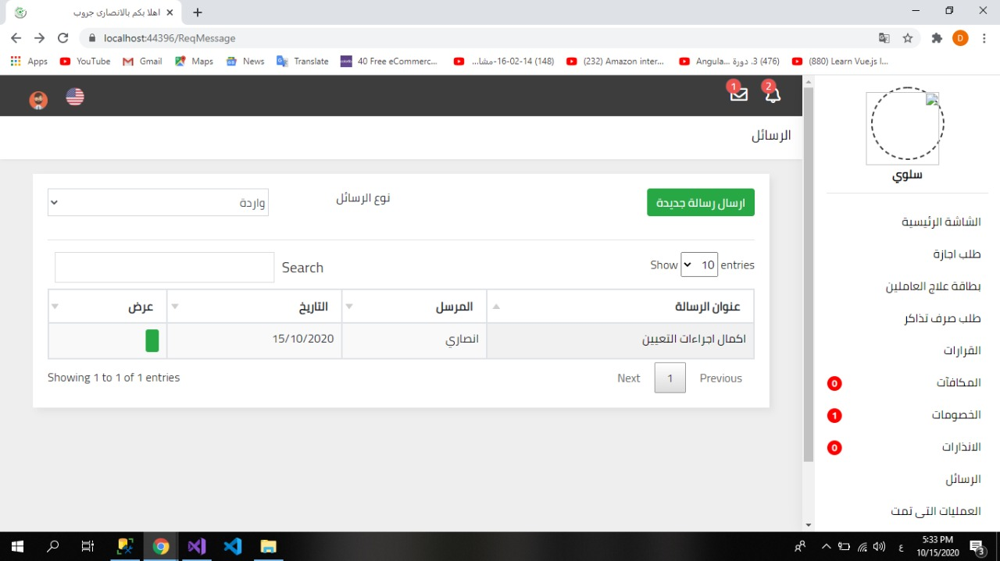 اهلا بكم بالانصارى جروب
localhost:44396/ReqMessage
Apps YouTube Gmail Maps News Translate 40 Free eCommerc... ...مشا-16-02-14 (148) (232) Amazon inter... Angula... دورة .3 (476) (880) Learn Vue.js I...
1 2
D
الرسائل
ارسال رسالة جديدة
نوع الرسائل
واردة
Show 10 entries
Search
عنوان الرسالة المرسل التاريخ عرض
اكمال اجراءات التعيين انصاري 15/10/2020
Showing 1 to 1 of 1 entries
Next 1 Previous
سلوي
الشاشة الرئيسية
طلب اجازة
بطاقة علاج العاملين
طلب صرف تذاكر
القرارات
المكافآت 0
الخصومات 1
الانذارات 0
الرسائل
العمليات التى تمت
ع
5:33 PM
10/15/2020
3